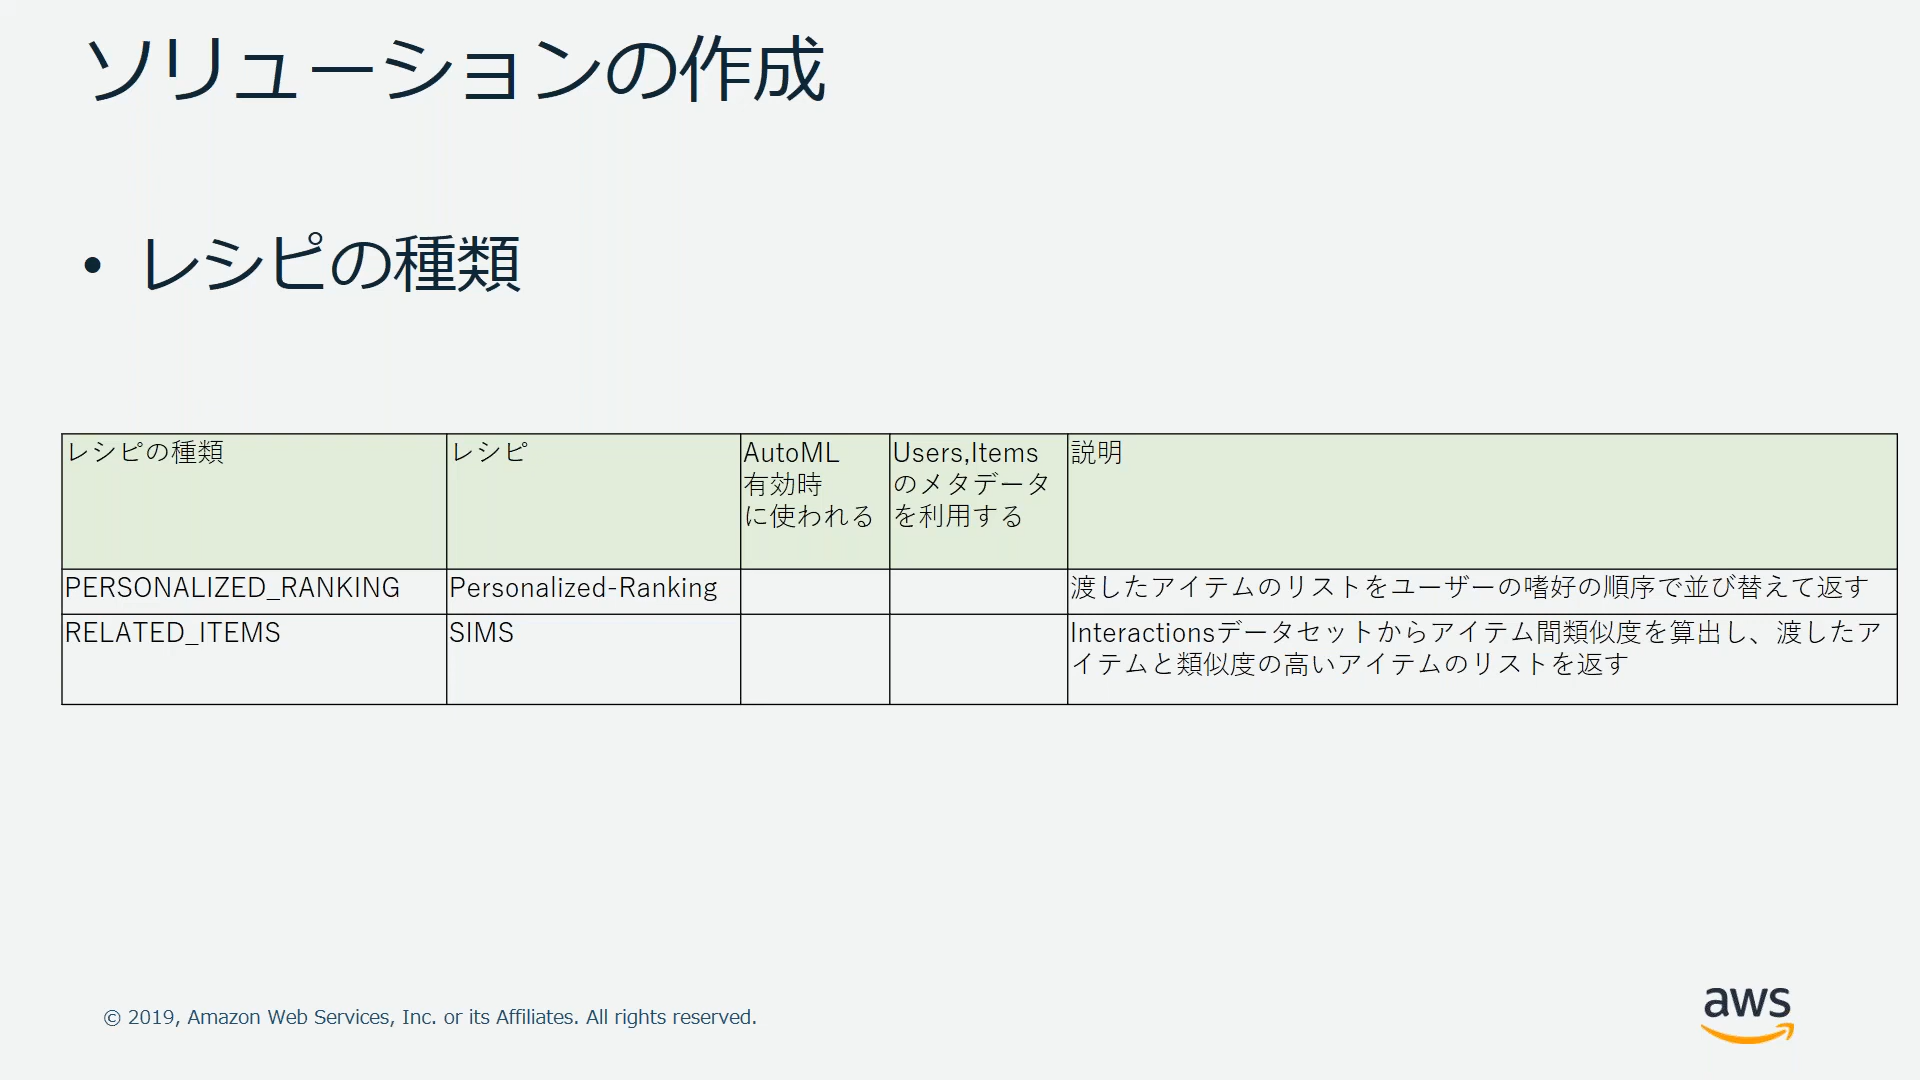 ソリューションの作成
• レシピの種類
レシピの種類
レシピ
AutoML
有効時
に使われる
Users,Items
のメタデータ
を利用する
説明
PERSONALIZED_RANKING
Personalized-Ranking
渡したアイテムのリストをユーザーの嗜好の順序で並び替えて返す
RELATED_ITEMS
SIMS
Interactionsデータセットからアイテム間類似度を算出し、渡したア
イテムと類似度の高いアイテムのリストを返す
© 2019, Amazon Web Services, Inc. or its Affiliates. All rights reserved.
aws